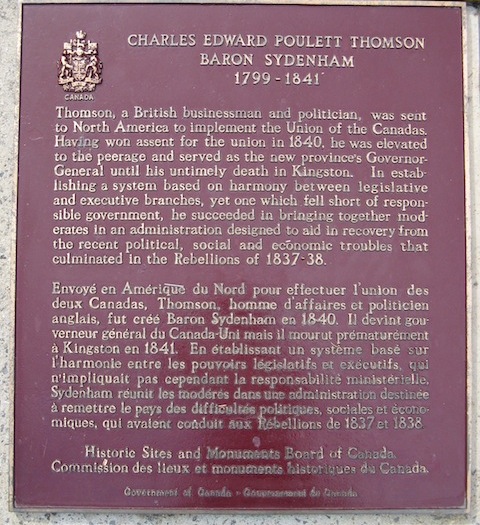 CANADA
CHARLES EDWARD POULETT THOMSON
BARON SYDENHAM
1799 - 1841
Thomson, a British businessman and politician, was sent
to North America to implement the Union of the Canadas.
Having won assent for the union in 1840, he was elevated
to the peerage and served as the new province's Governor-
General until his untimely death in Kingston. In estab-
lishing a system based on harmony between legislative
and executive branches, yet one which fell short of respon-
sible government, he succeeded in bringing together mod-
erates in an administration designed to aid in recovery from
the recent political, social and economic troubles that
culminated in the Rebellions of 1837-38.
Envoyé en Amérique du Nord pour effectuer l'union des
deux Canadas, Thomson, homme d'affaires et politicien
anglais, fut créé Baron Sydenham en 1840. Il devint gou-
verneur général du Canada-Uni mais il mourut prématurément
à Kingston en 1841. En établissant un système basé sur
l'harmonie entre les pouvoirs législatifs et exécutifs, qui
n'impliquait pas cependant la responsabilité ministérielle,
Sydenham réunit les modérés dans une administration destinée
à remettre le pays des difficultés politiques, sociales et écono-
miques, qui avaient conduit aux Rébellions de 1837 et 1838.
Historic Sites and Monuments Board of Canada.
Commission des lieux et monuments historiques du Canada.
Government of Canada - Gouvernement du Canada